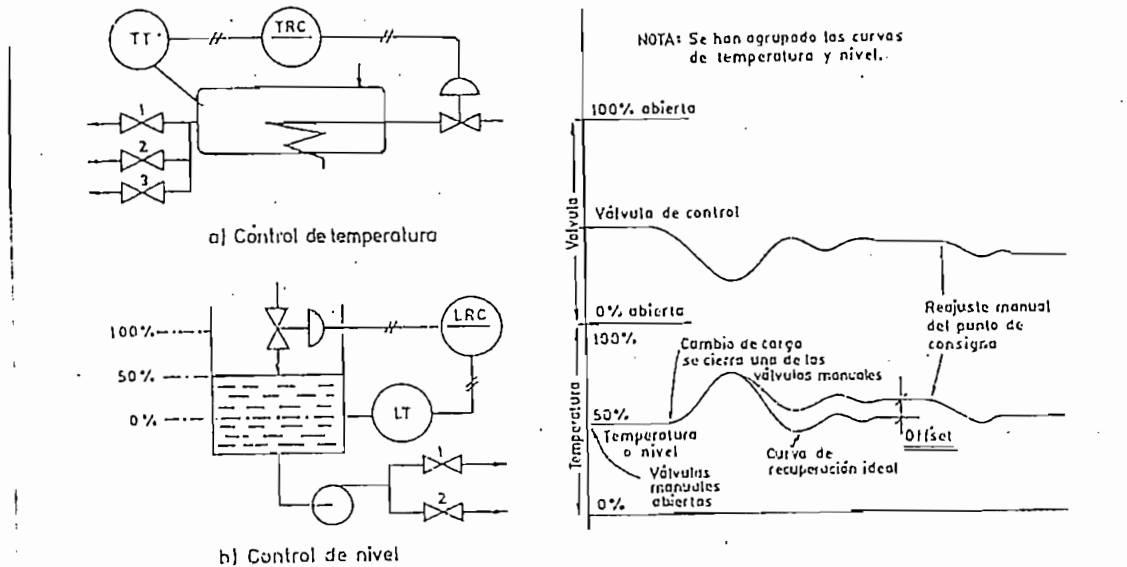 TT
TRC
1
2
3
a) Control de temperatura
100%
50%
0%
LRC
LT
1
2
b) Control de nivel
NOTA: Se han agrupado las curvas
de temperatura y nivel.
100% abierta
Válvula
Válvula de control
0% abierta
Reajuste manual
del punto de
consigna
100%
Cambio de carga
se cierra una de las
válvulas manuales
Temperatura
50%
Temperatura
o nivel
Offset
Curva de
recuperación ideal
Válvulas
manuales
abiertas
0%